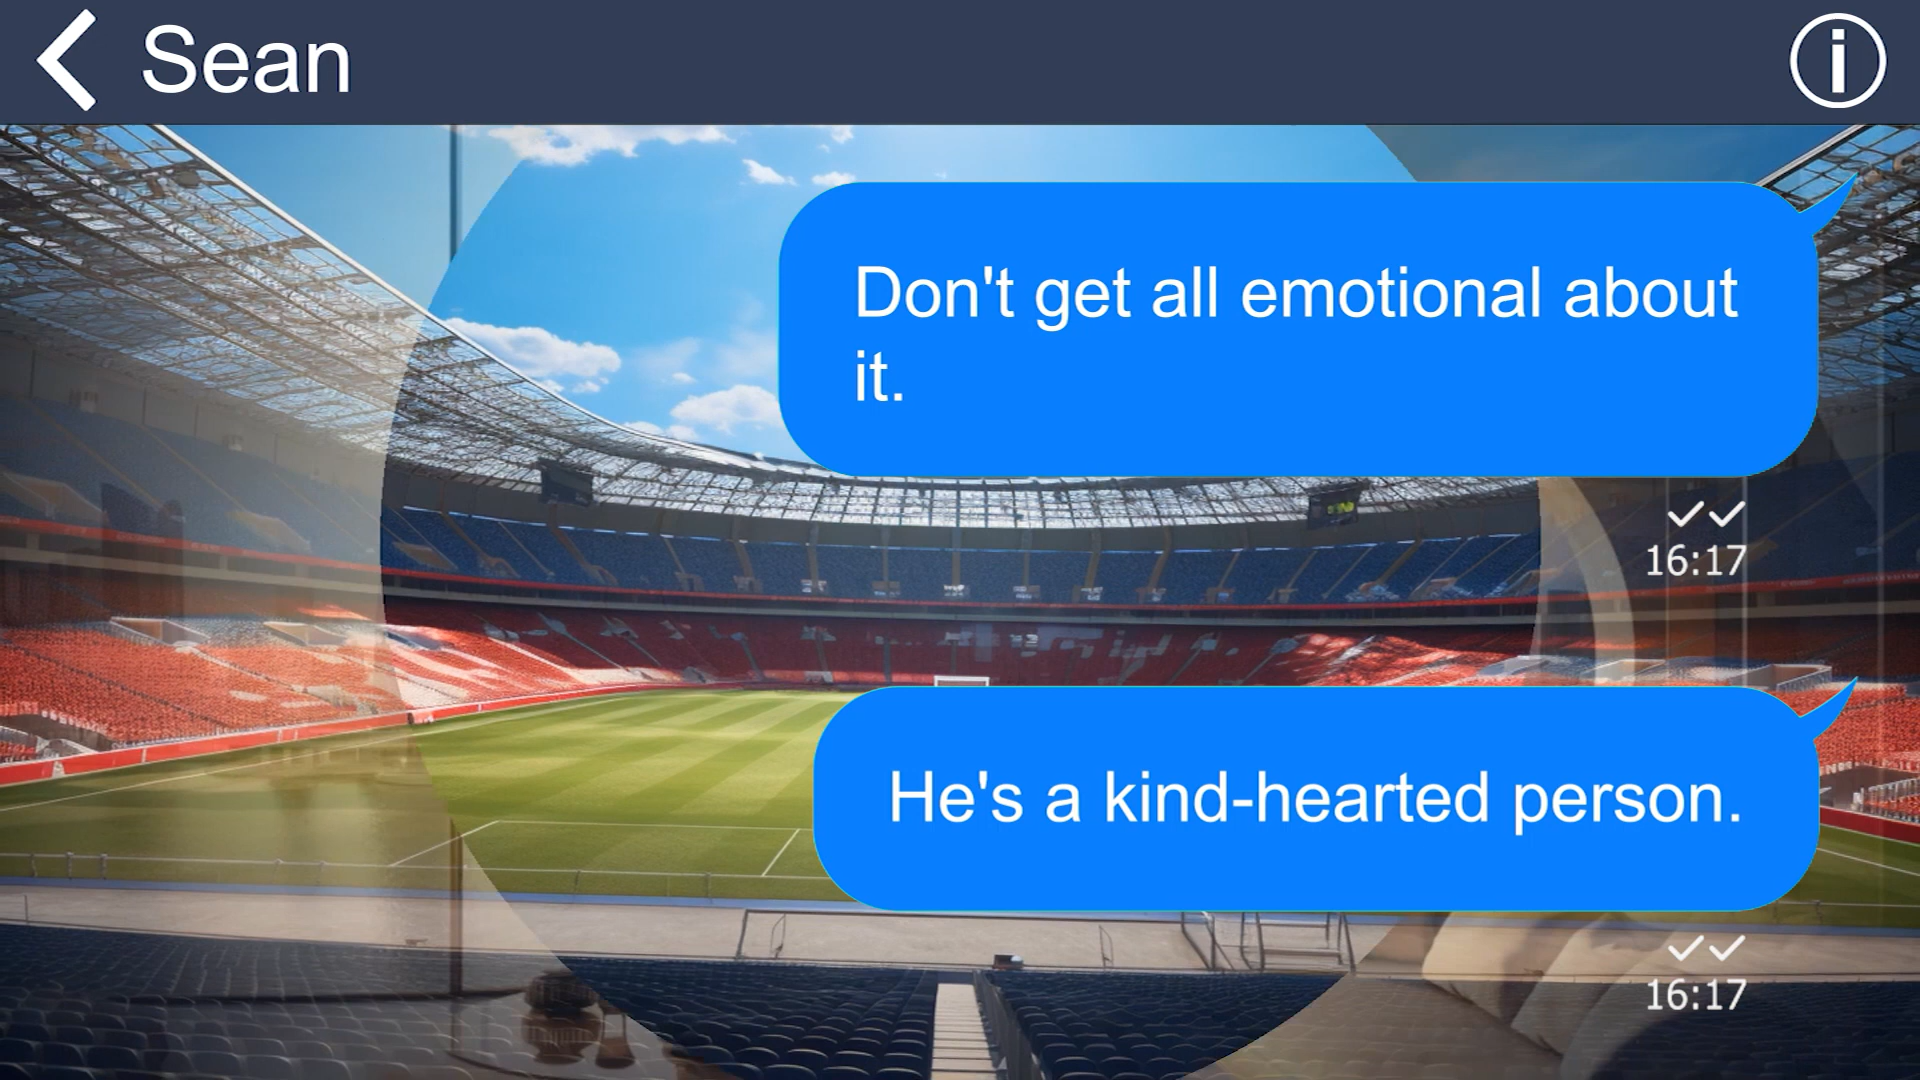 Sean
Don't get all emotional about
it.
16:17
He's a kind-hearted person.
16:17